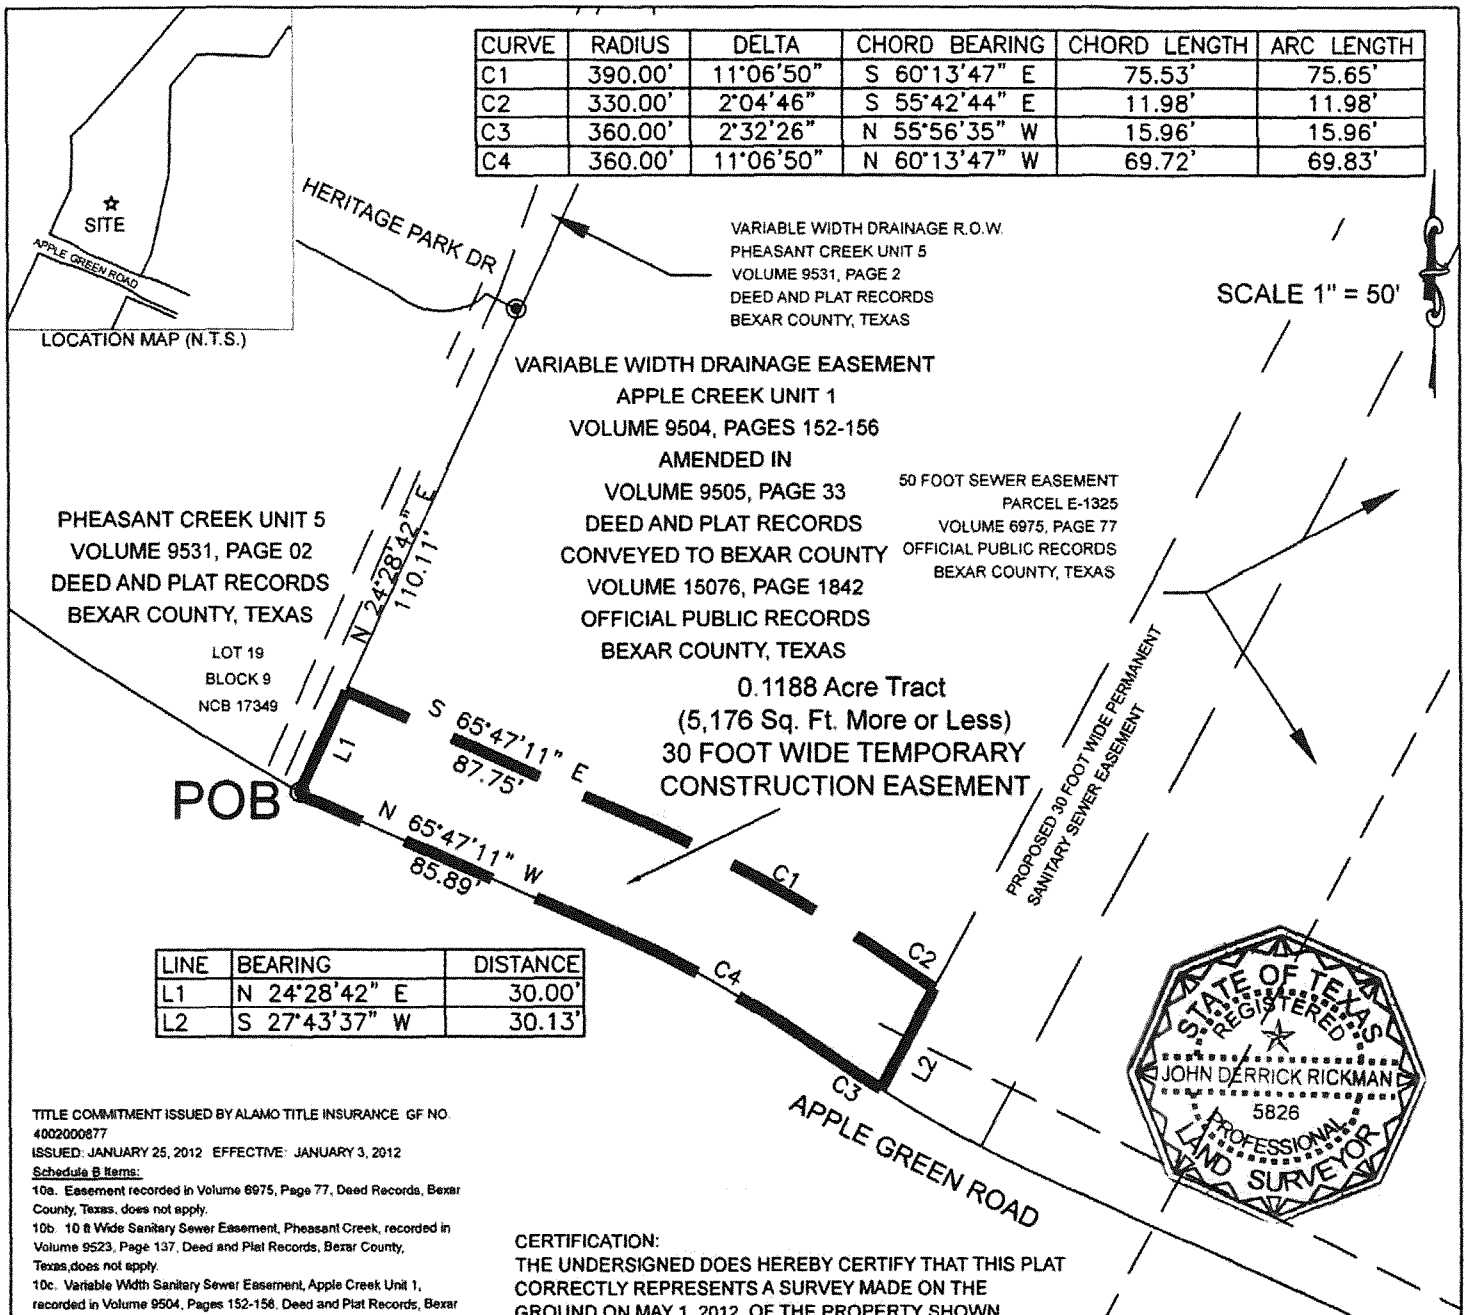 CURVE RADIUS DELTA CHORD BEARING CHORD LENGTH ARC LENGTH
C1 390.00' 11°06'50" S 60°13'47" E 75.53' 75.65'
C2 330.00' 2°04'46" S 55°42'44" E 11.98' 11.98'
C3 360.00' 2°32'26" N 55°56'35" W 15.96' 15.96'
C4 360.00' 11°06'50" N 60°13'47" W 69.72' 69.83'
SITE
APPLE GREEN ROAD
LOCATION MAP (N.T.S.)
HERITAGE PARK DR
VARIABLE WIDTH DRAINAGE R.O.W.
PHEASANT CREEK UNIT 5
VOLUME 9531, PAGE 2
DEED AND PLAT RECORDS
BEXAR COUNTY, TEXAS
SCALE 1" = 50'
VARIABLE WIDTH DRAINAGE EASEMENT
APPLE CREEK UNIT 1
VOLUME 9504, PAGES 152-156
AMENDED IN
VOLUME 9505, PAGE 33
DEED AND PLAT RECORDS
CONVEYED TO BEXAR COUNTY
VOLUME 15076, PAGE 1842
OFFICIAL PUBLIC RECORDS
BEXAR COUNTY, TEXAS
50 FOOT SEWER EASEMENT
PARCEL E-1325
VOLUME 6975, PAGE 77
OFFICIAL PUBLIC RECORDS
BEXAR COUNTY, TEXAS
PHEASANT CREEK UNIT 5
VOLUME 9531, PAGE 02
DEED AND PLAT RECORDS
BEXAR COUNTY, TEXAS
LOT 19
BLOCK 9
NCB 17349
N 24°28'42" E
110.11'
0.1188 Acre Tract
(5,176 Sq. Ft. More or Less)
30 FOOT WIDE TEMPORARY
CONSTRUCTION EASEMENT
PROPOSED 30 FOOT WIDE PERMANENT
SANITARY SEWER EASEMENT
L1
S 65°47'11" E
87.75'
POB
N 65°47'11" W
85.89'
C1
C2
C4
C3
L2
APPLE GREEN ROAD
LINE BEARING DISTANCE
L1 N 24°28'42" E 30.00'
L2 S 27°43'37" W 30.13'
STATE OF TEXAS
REGISTERED
JOHN DERRICK RICKMAN
5826
PROFESSIONAL
LAND SURVEYOR
TITLE COMMITMENT ISSUED BY ALAMO TITLE INSURANCE GF NO.
4002000877
ISSUED: JANUARY 25, 2012 EFFECTIVE: JANUARY 3, 2012
Schedule B Items:
10a. Easement recorded in Volume 6975, Page 77, Deed Records, Bexar
County, Texas, does not apply.
10b. 10 ft Wide Sanitary Sewer Easement, Pheasant Creek, recorded in
Volume 9523, Page 137, Deed and Plat Records, Bexar County,
Texas,does not apply.
10c. Variable Width Sanitary Sewer Easement, Apple Creek Unit 1,
recorded in Volume 9504, Pages 152-156, Deed and Plat Records, Bexar
CERTIFICATION:
THE UNDERSIGNED DOES HEREBY CERTIFY THAT THIS PLAT
CORRECTLY REPRESENTS A SURVEY MADE ON THE
GROUND ON MAY 1, 2012, OF THE PROPERTY SHOWN